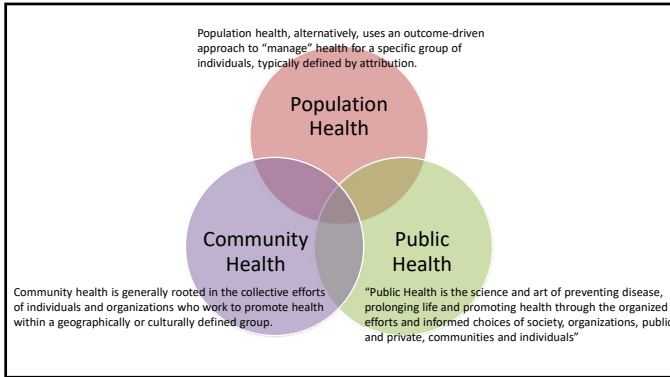 Population health, alternatively, uses an outcome-driven
approach to “manage” health for a specific group of
individuals, typically defined by attribution.
Population
Health
Community
Health
Public
Health
Community health is generally rooted in the collective efforts
of individuals and organizations who work to promote health
within a geographically or culturally defined group.
“Public Health is the science and art of preventing disease,
prolonging life and promoting health through the organized
efforts and informed choices of society, organizations, public
and private, communities and individuals”